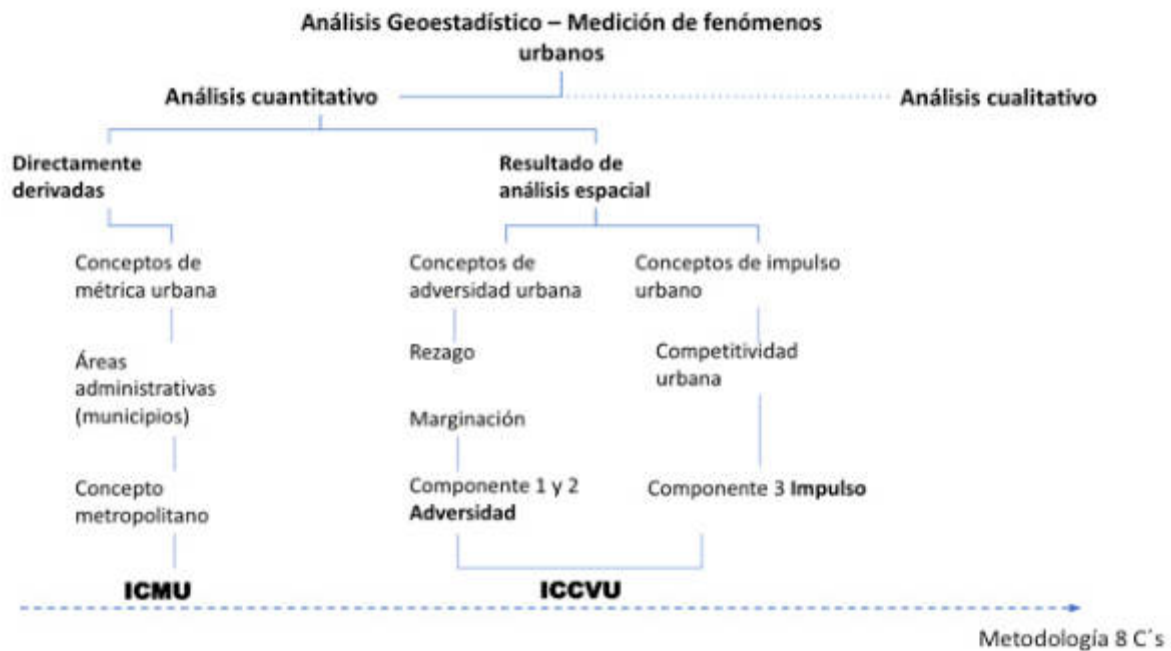 Análisis Geoestadístico – Medición de fenómenos
urbanos
Análisis cuantitativo
Análisis cualitativo
Directamente
derivadas
Resultado de
análisis espacial
Conceptos de
métrica urbana
Conceptos de
adversidad urbana
Conceptos de impulso
urbano
Áreas
administrativas
(municipios)
Rezago
Competitividad
urbana
Marginación
Concepto
metropolitano
Componente 1 y 2
Adversidad
Componente 3 Impulso
ICMU
ICCVU
Metodología 8 C´s